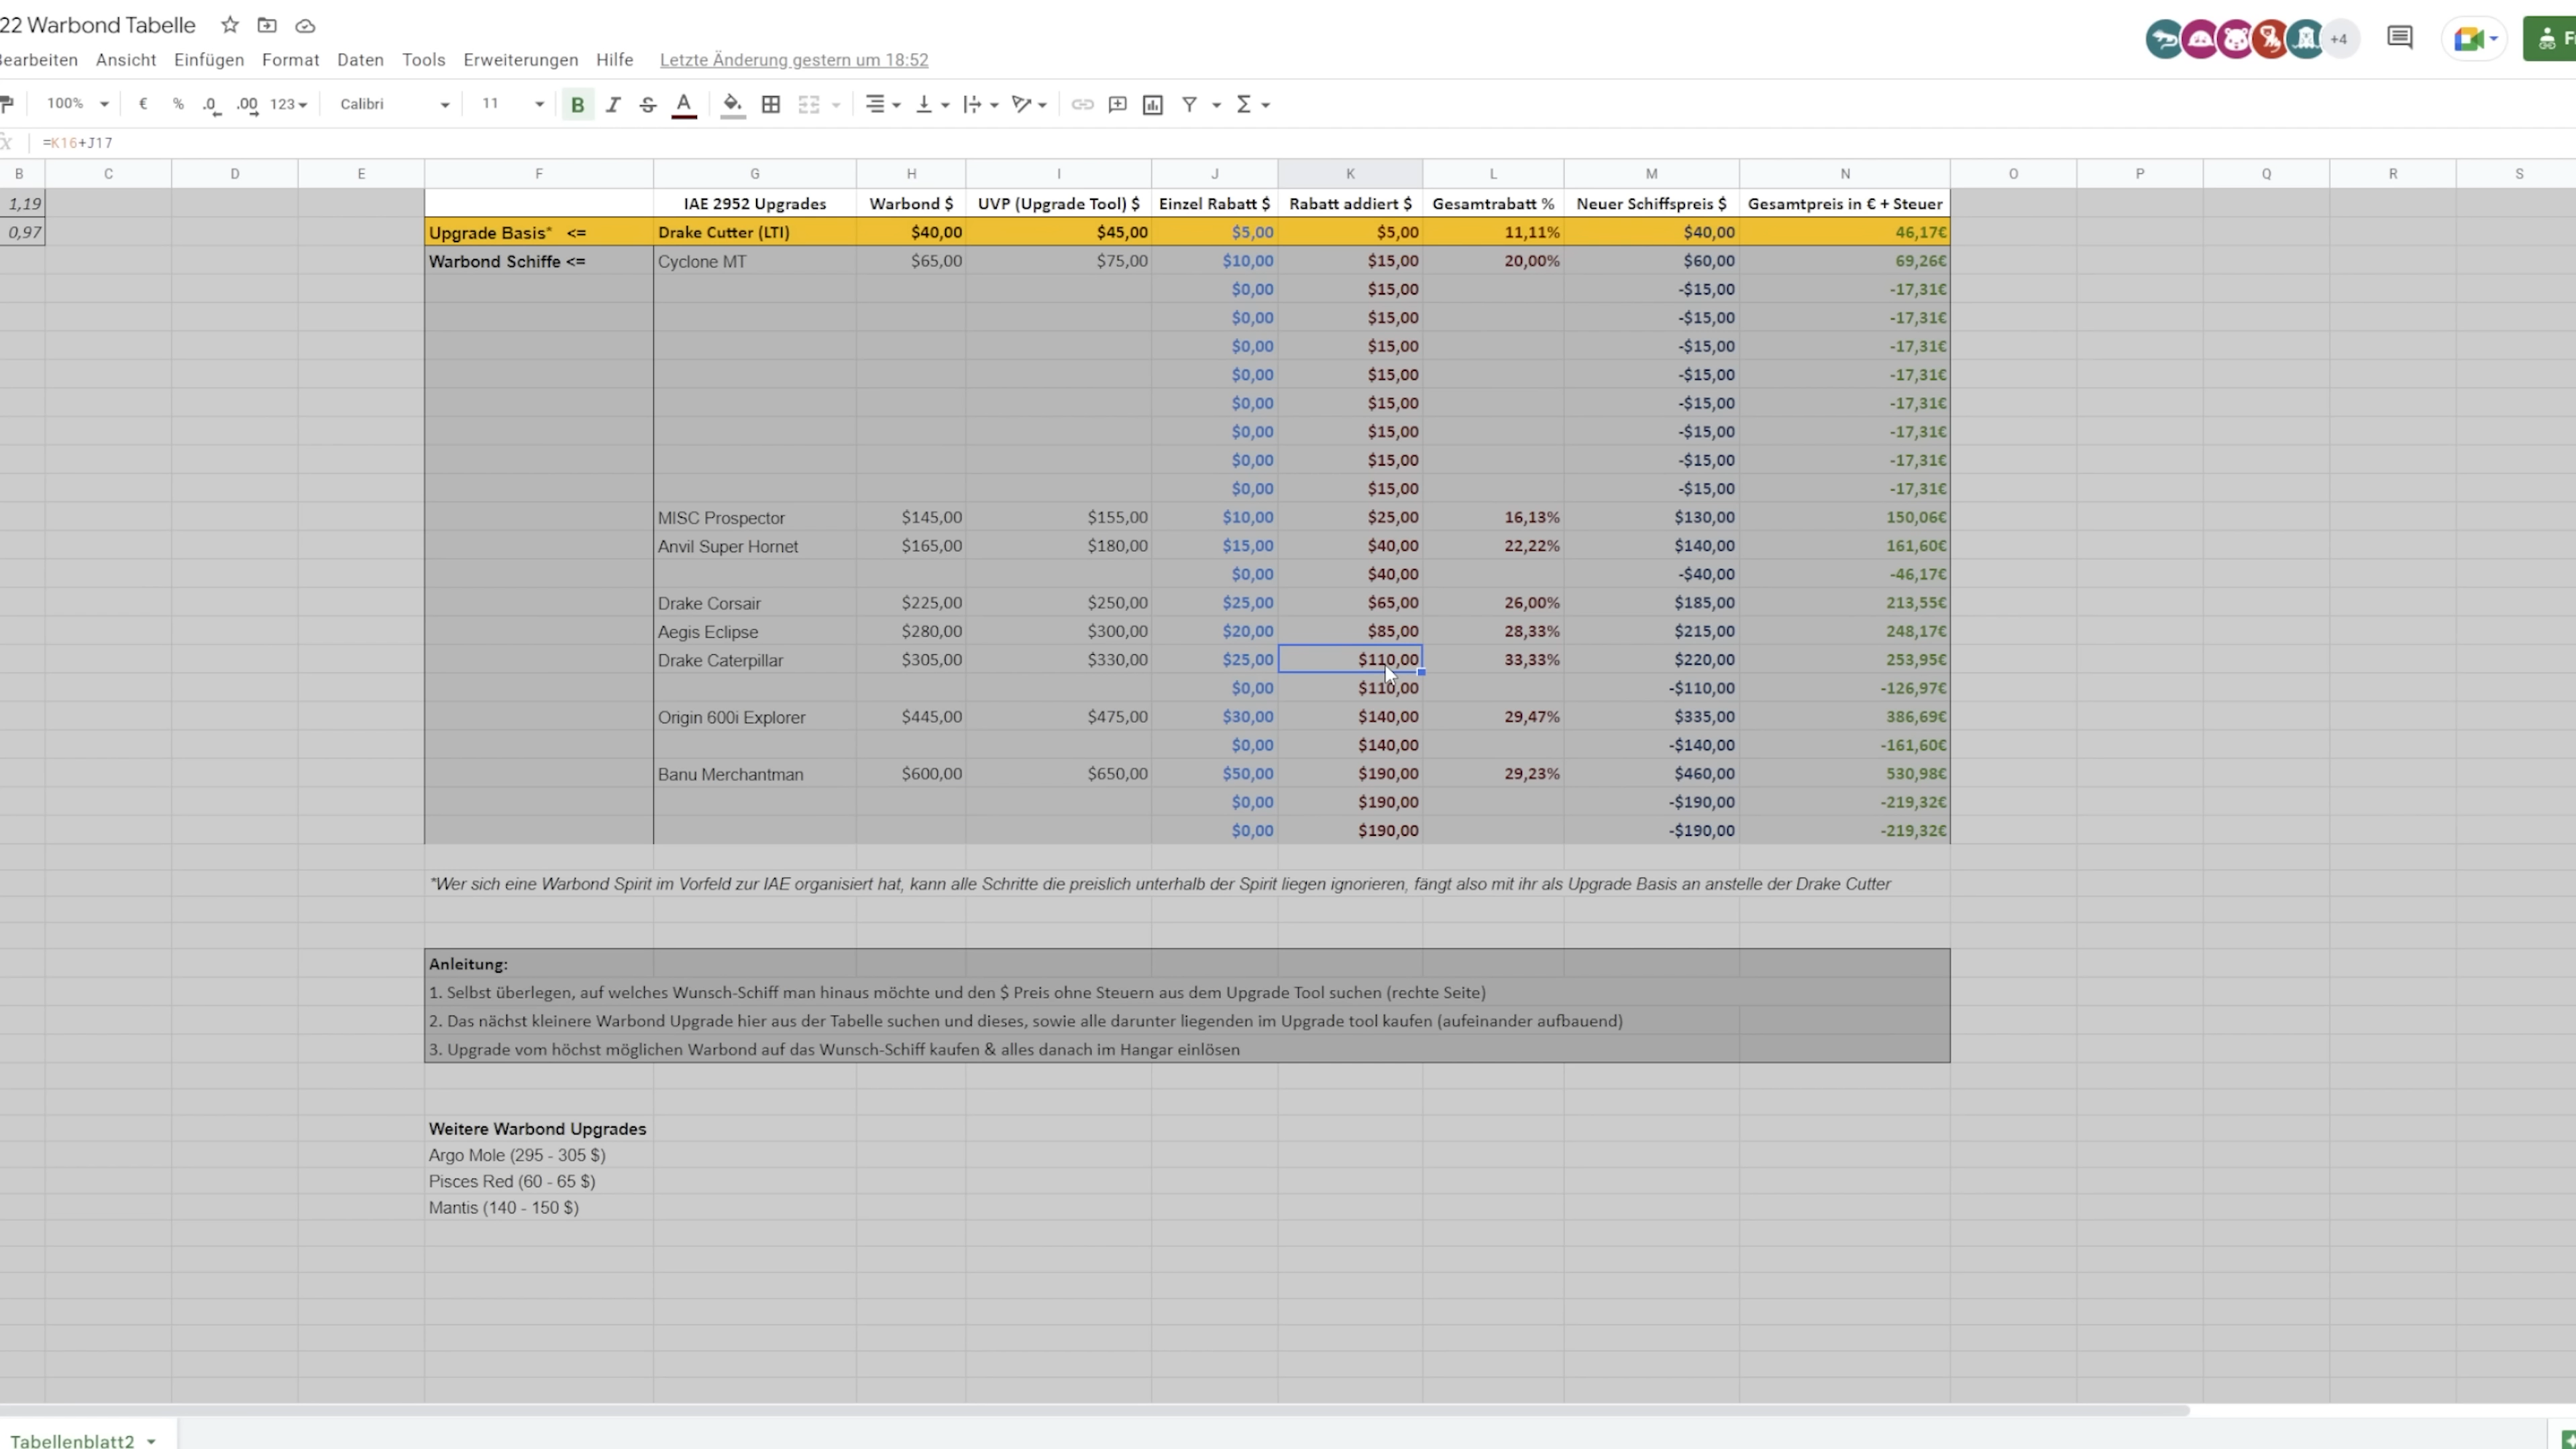 22 Warbond Tabelle
Bearbeiten Ansicht Einfügen Format Daten Tools Erweiterungen Hilfe Letzte Änderung gestern um 18:52
+4
100% € % .0 .00 123 Calibri 11 B I S A Σ
=K16+J17
B C D E F G H I J K L M N O P Q R S
1,19 IAE 2952 Upgrades Warbond $ UVP (Upgrade Tool) $ Einzel Rabatt $ Rabatt addiert $ Gesamtrabatt % Neuer Schiffspreis $ Gesamtpreis in € + Steuer
0,97 Upgrade Basis* <= Drake Cutter (LTI) $40,00 $45,00 $5,00 $5,00 11,11% $40,00 46,17€
Warbond Schiffe <= Cyclone MT $65,00 $75,00 $10,00 $15,00 20,00% $60,00 69,26€
$0,00 $15,00 -$15,00 -17,31€
$0,00 $15,00 -$15,00 -17,31€
$0,00 $15,00 -$15,00 -17,31€
$0,00 $15,00 -$15,00 -17,31€
$0,00 $15,00 -$15,00 -17,31€
$0,00 $15,00 -$15,00 -17,31€
$0,00 $15,00 -$15,00 -17,31€
$0,00 $15,00 -$15,00 -17,31€
MISC Prospector $145,00 $155,00 $10,00 $25,00 16,13% $130,00 150,06€
Anvil Super Hornet $165,00 $180,00 $15,00 $40,00 22,22% $140,00 161,60€
$0,00 $40,00 -$40,00 -46,17€
Drake Corsair $225,00 $250,00 $25,00 $65,00 26,00% $185,00 213,55€
Aegis Eclipse $280,00 $300,00 $20,00 $85,00 28,33% $215,00 248,17€
Drake Caterpillar $305,00 $330,00 $25,00 $110,00 33,33% $220,00 253,95€
$0,00 $110,00 -$110,00 -126,97€
Origin 600i Explorer $445,00 $475,00 $30,00 $140,00 29,47% $335,00 386,69€
$0,00 $140,00 -$140,00 -161,60€
Banu Merchantman $600,00 $650,00 $50,00 $190,00 29,23% $460,00 530,98€
$0,00 $190,00 -$190,00 -219,32€
$0,00 $190,00 -$190,00 -219,32€
*Wer sich eine Warbond Spirit im Vorfeld zur IAE organisiert hat, kann alle Schritte die preislich unterhalb der Spirit liegen ignorieren, fängt also mit ihr als Upgrade Basis an anstelle der Drake Cutter
Anleitung:
1. Selbst überlegen, auf welches Wunsch-Schiff man hinaus möchte und den $ Preis ohne Steuern aus dem Upgrade Tool suchen (rechte Seite)
2. Das nächst kleinere Warbond Upgrade hier aus der Tabelle suchen und dieses, sowie alle darunter liegenden im Upgrade tool kaufen (aufeinander aufbauend)
3. Upgrade vom höchst möglichen Warbond auf das Wunsch-Schiff kaufen & alles danach im Hangar einlösen
Weitere Warbond Upgrades
Argo Mole (295 - 305 $)
Pisces Red (60 - 65 $)
Mantis (140 - 150 $)
Tabellenblatt2